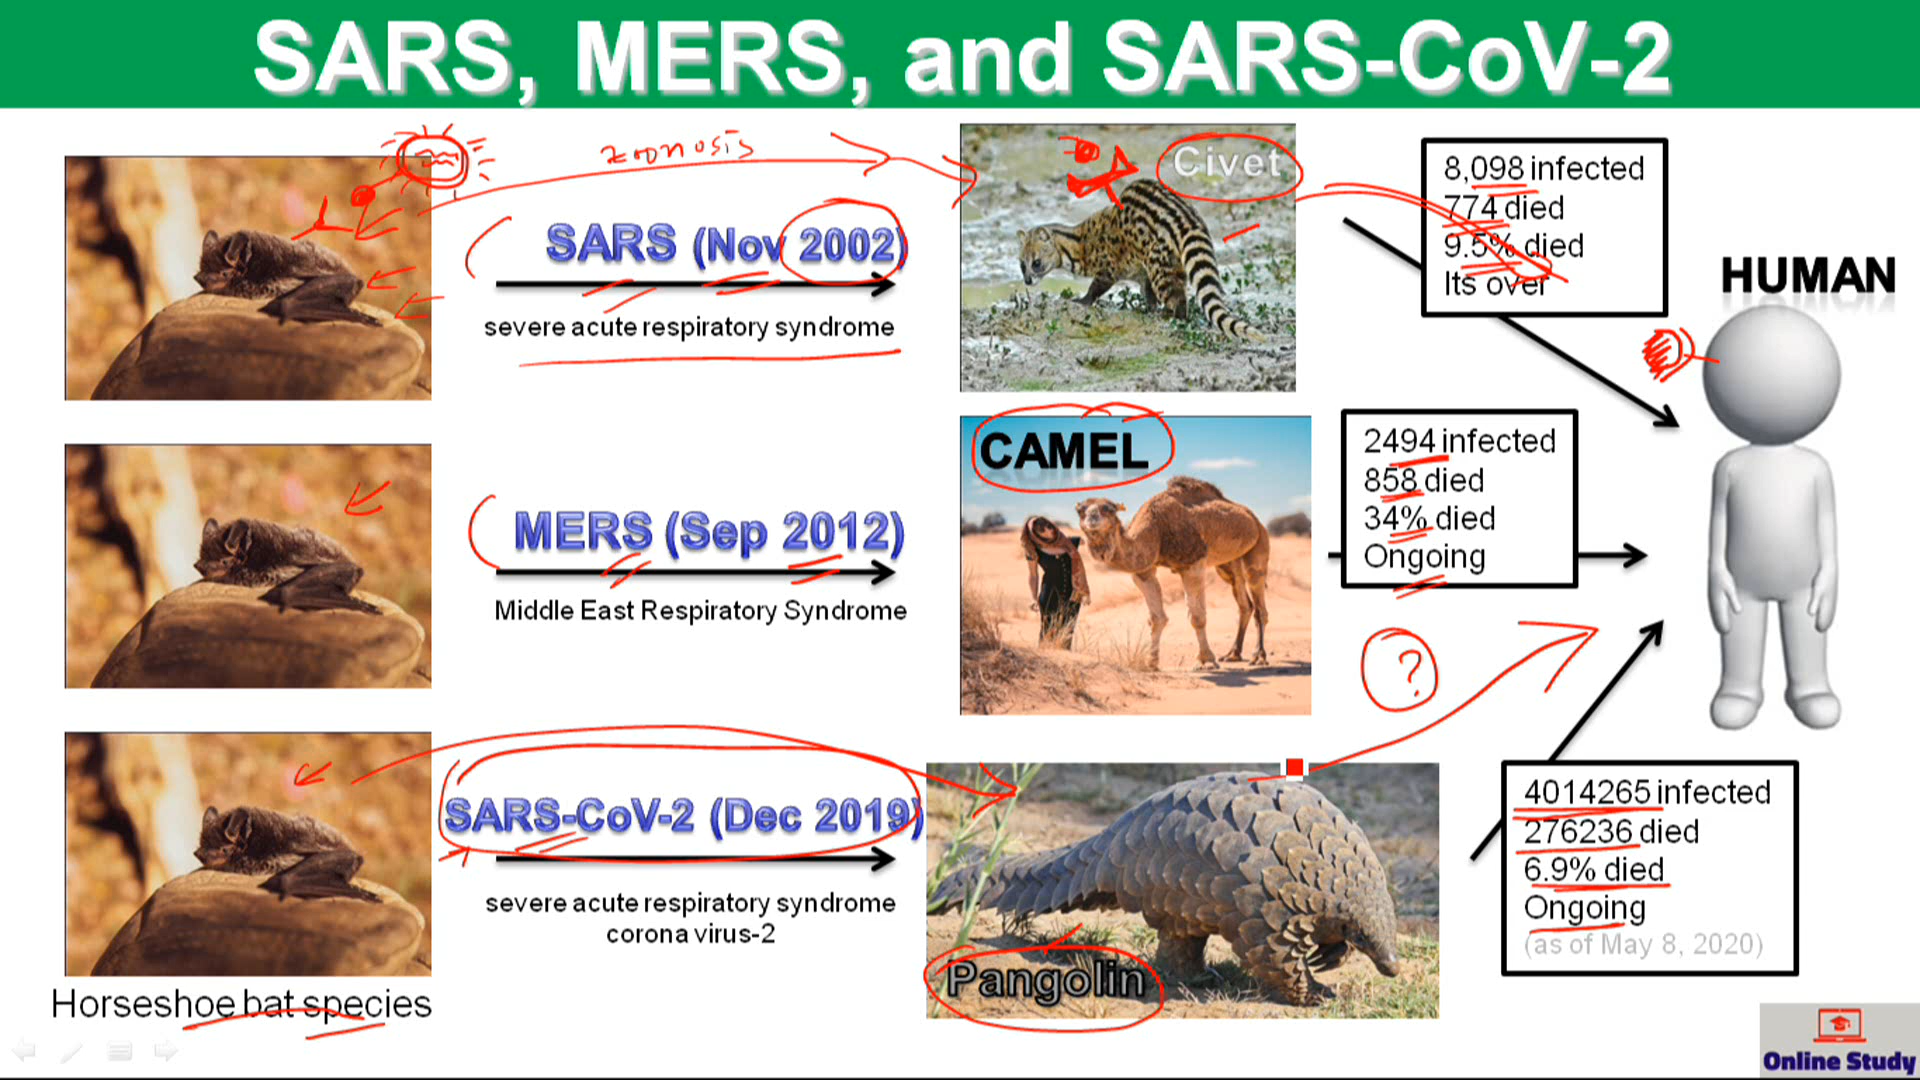 SARS, MERS, and SARS-CoV-2
zoonosis
Civet
SARS (Nov 2002)
severe acute respiratory syndrome
8,098 infected
774 died
9.5% died
Its over
HUMAN
CAMEL
MERS (Sep 2012)
Middle East Respiratory Syndrome
2494 infected
858 died
34% died
Ongoing
?
SARS-CoV-2 (Dec 2019)
severe acute respiratory syndrome
corona virus-2
Pangolin
4014265 infected
276236 died
6.9% died
Ongoing
(as of May 8, 2020)
Horseshoe bat species
Online Study